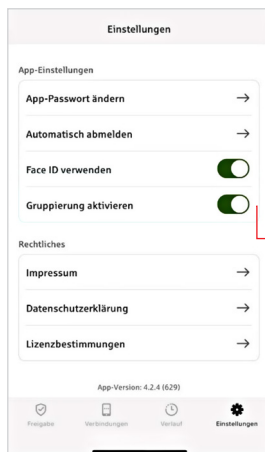 Einstellungen
App-Einstellungen
App-Passwort ändern
Automatisch abmelden
Face ID verwenden
Gruppierung aktivieren
Rechtliches
Impressum
Datenschutzerklärung
Lizenzbestimmungen
App-Version: 4.2.4 (629)
Freigabe Verbindungen Verlauf Einstellungen